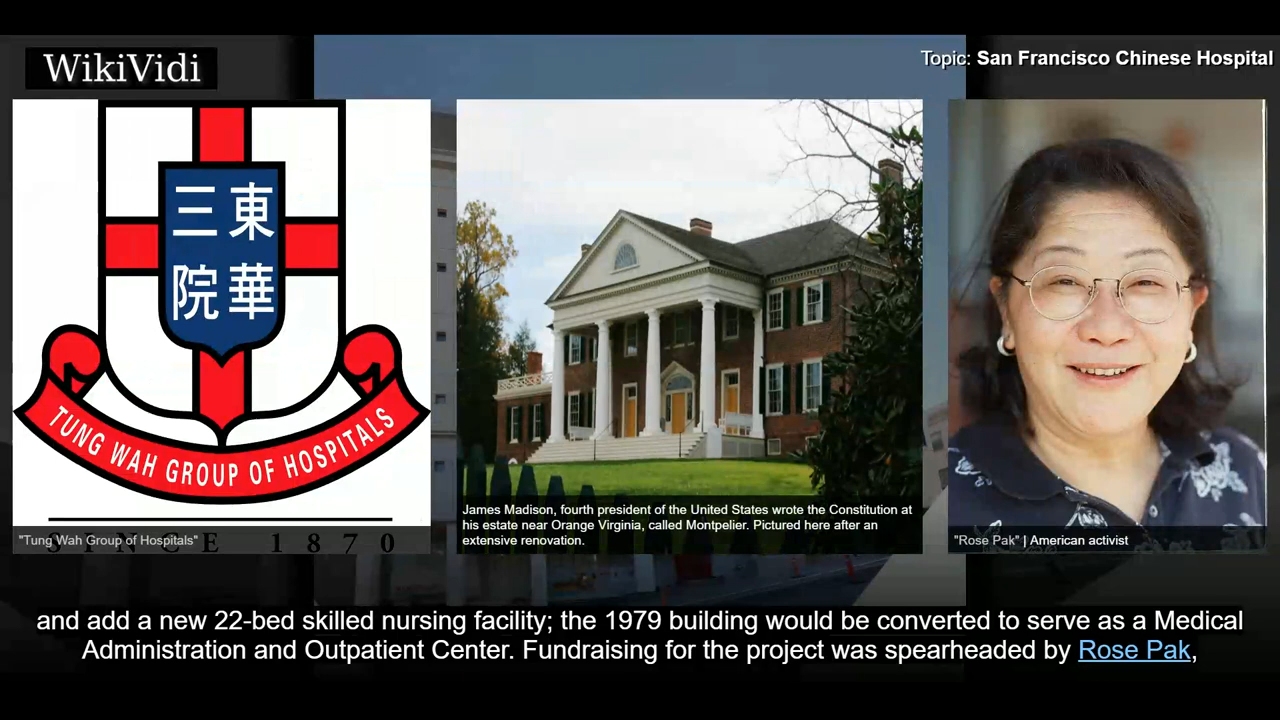 WikiVidi
Topic: San Francisco Chinese Hospital
三東
院華
TUNG WAH GROUP OF HOSPITALS
SINCE 1870
"Tung Wah Group of Hospitals"
James Madison, fourth president of the United States wrote the Constitution at
his estate near Orange Virginia, called Montpelier. Pictured here after an
extensive renovation.
"Rose Pak" | American activist
and add a new 22-bed skilled nursing facility; the 1979 building would be converted to serve as a Medical
Administration and Outpatient Center. Fundraising for the project was spearheaded by Rose Pak,